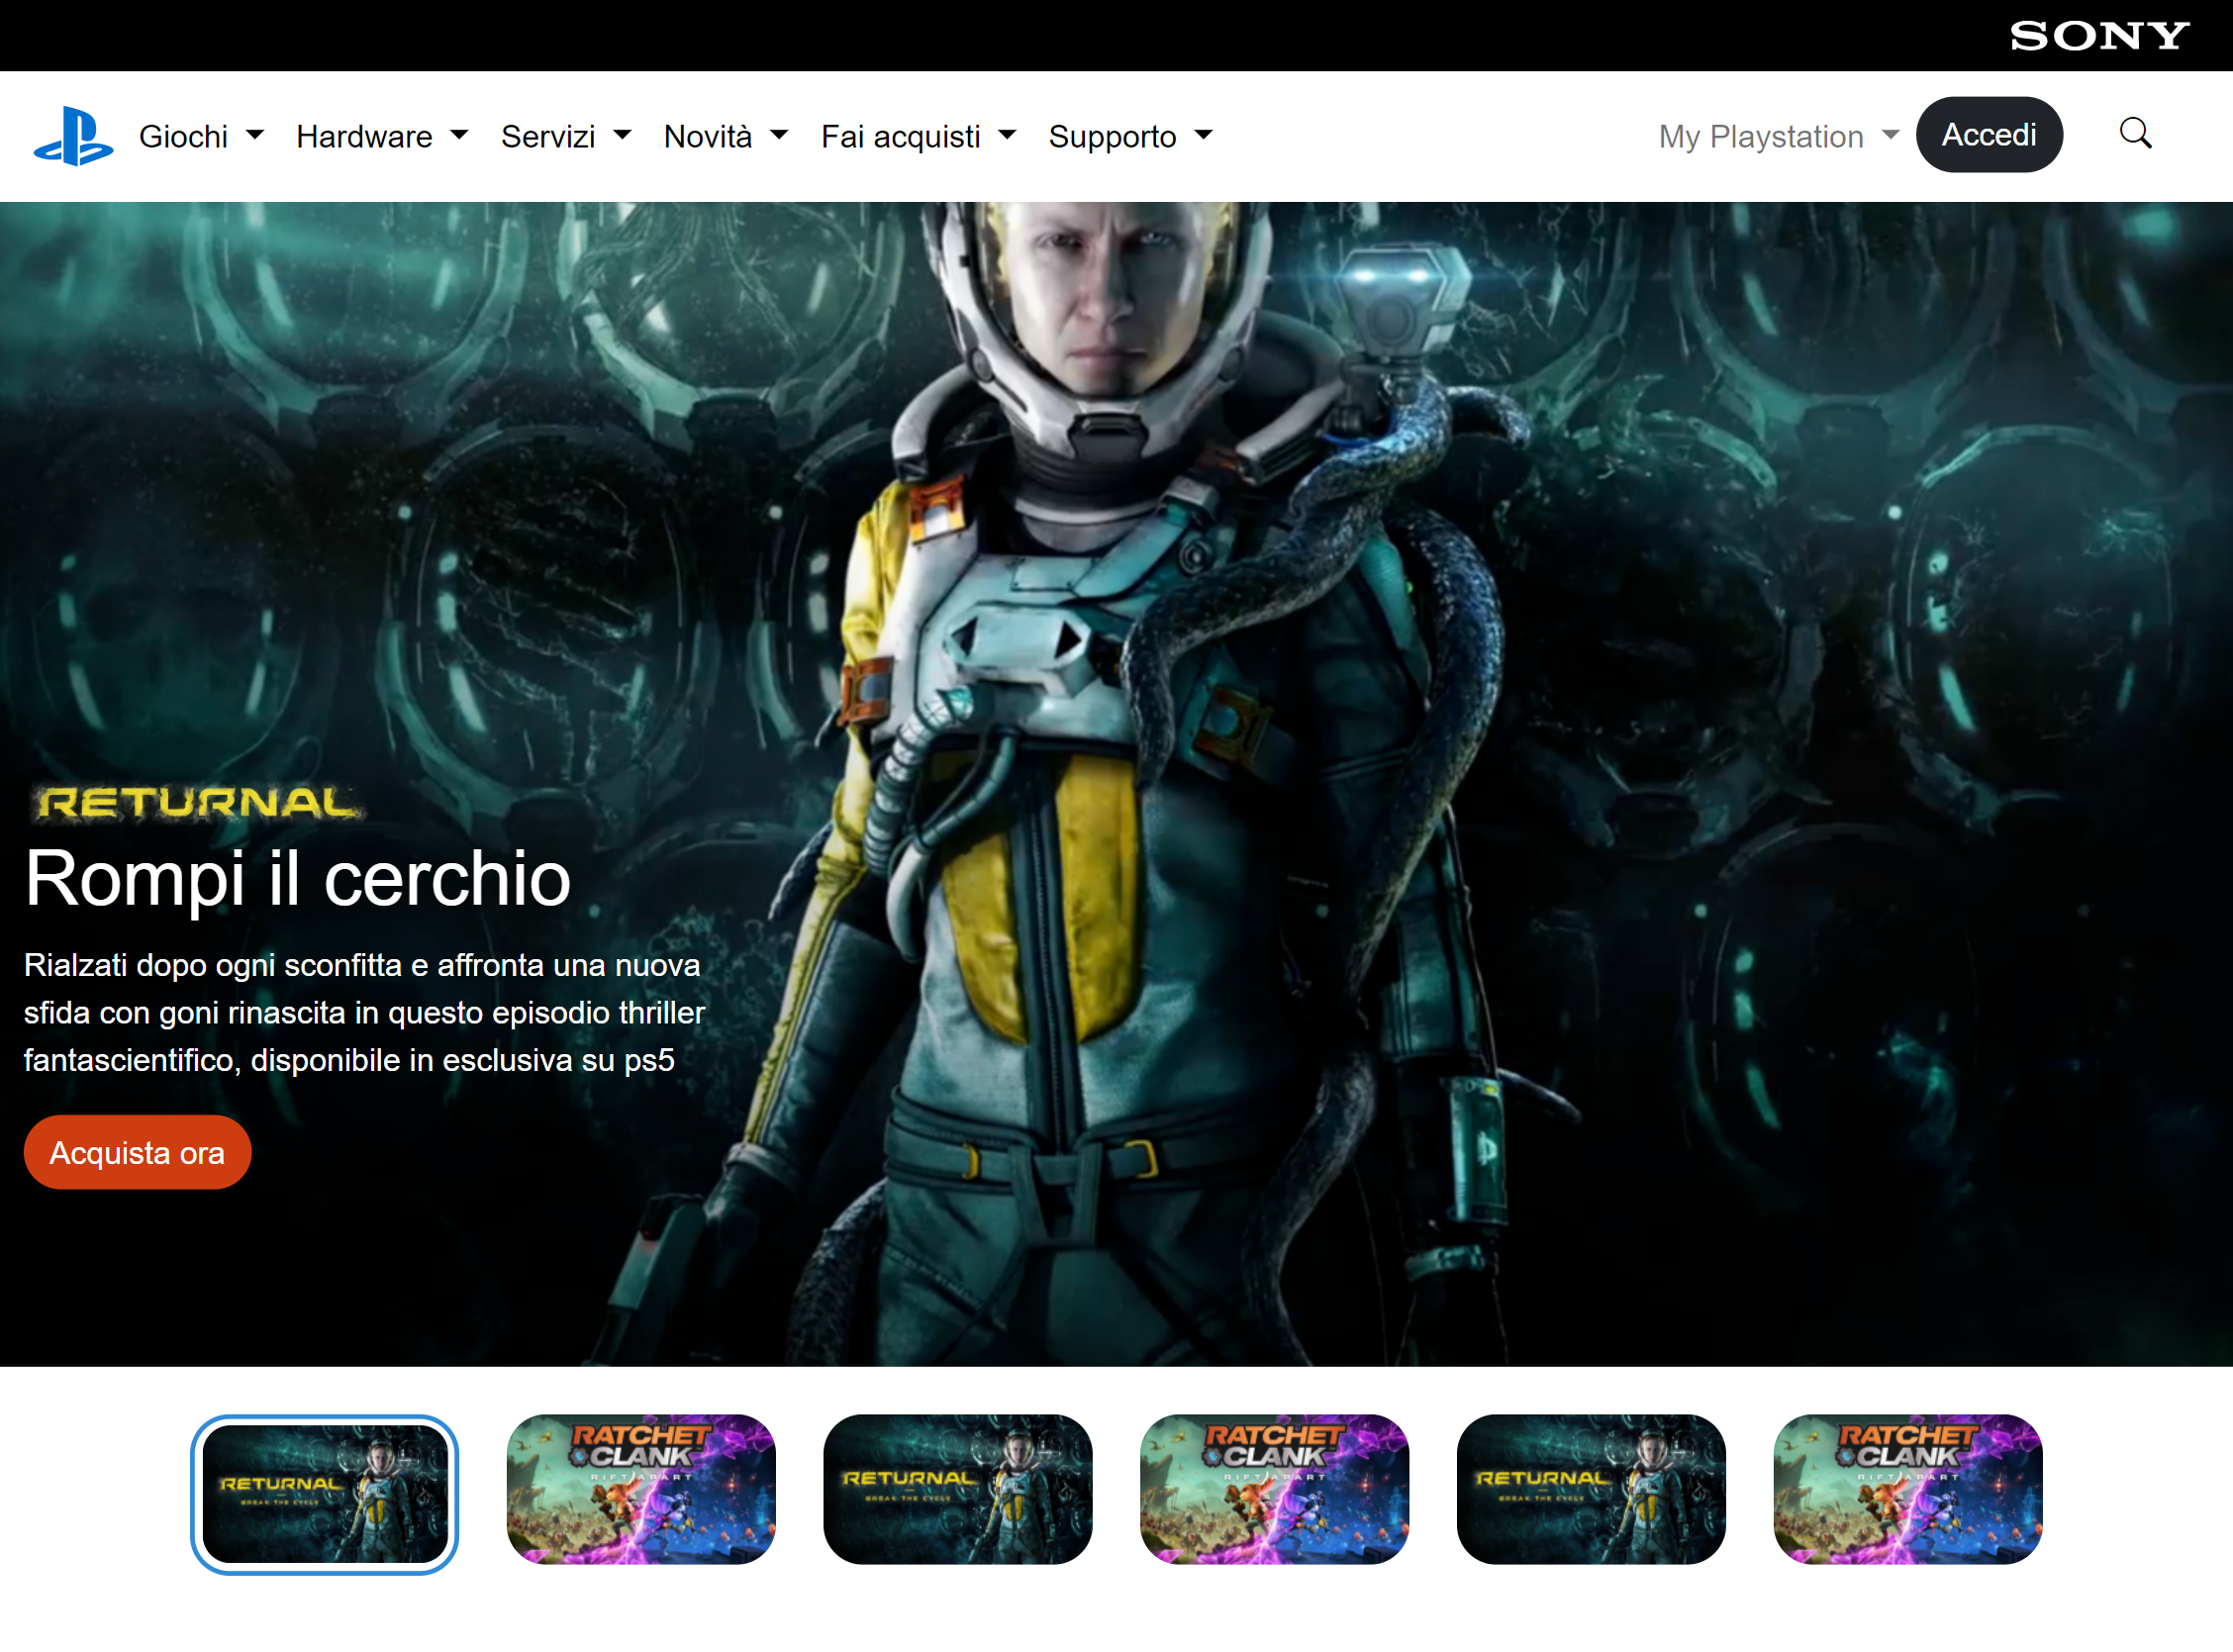 SONY
Giochi Hardware Servizi Novità Fai acquisti Supporto My Playstation Accedi
RETURNAL
Rompi il cerchio
Rialzati dopo ogni sconfitta e affronta una nuova
sfida con goni rinascita in questo episodio thriller
fantascientifico, disponibile in esclusiva su ps5
Acquista ora
RETURNAL
BREAK THE CYCLE
RATCHET
CLANK
RIFT APART
RETURNAL
BREAK THE CYCLE
RATCHET
CLANK
RIFT APART
RETURNAL
BREAK THE CYCLE
RATCHET
CLANK
RIFT APART